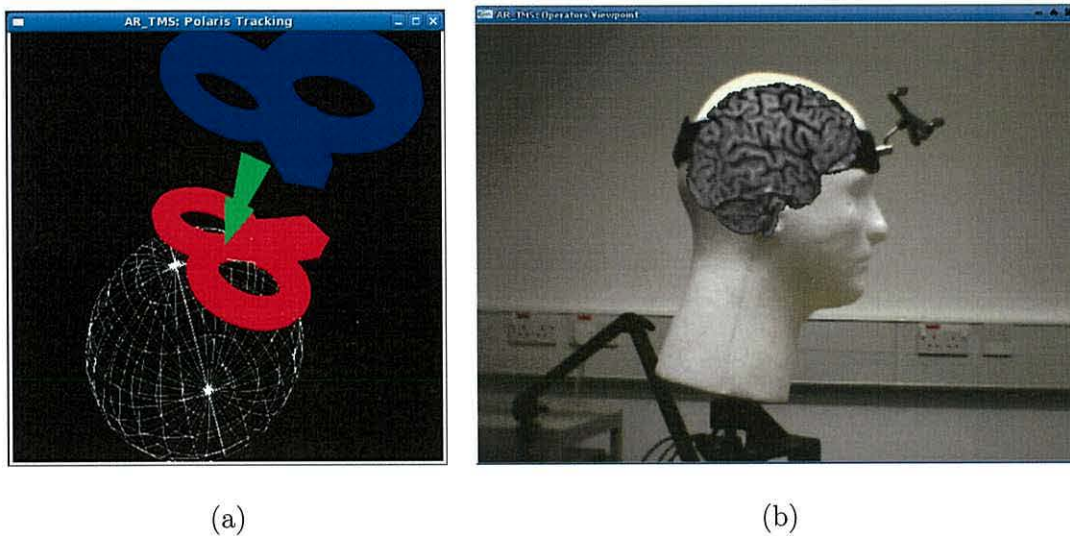 AR_TMS: Polaris Tracking
AR_TMS: Operators Viewpoint
(a)
(b)